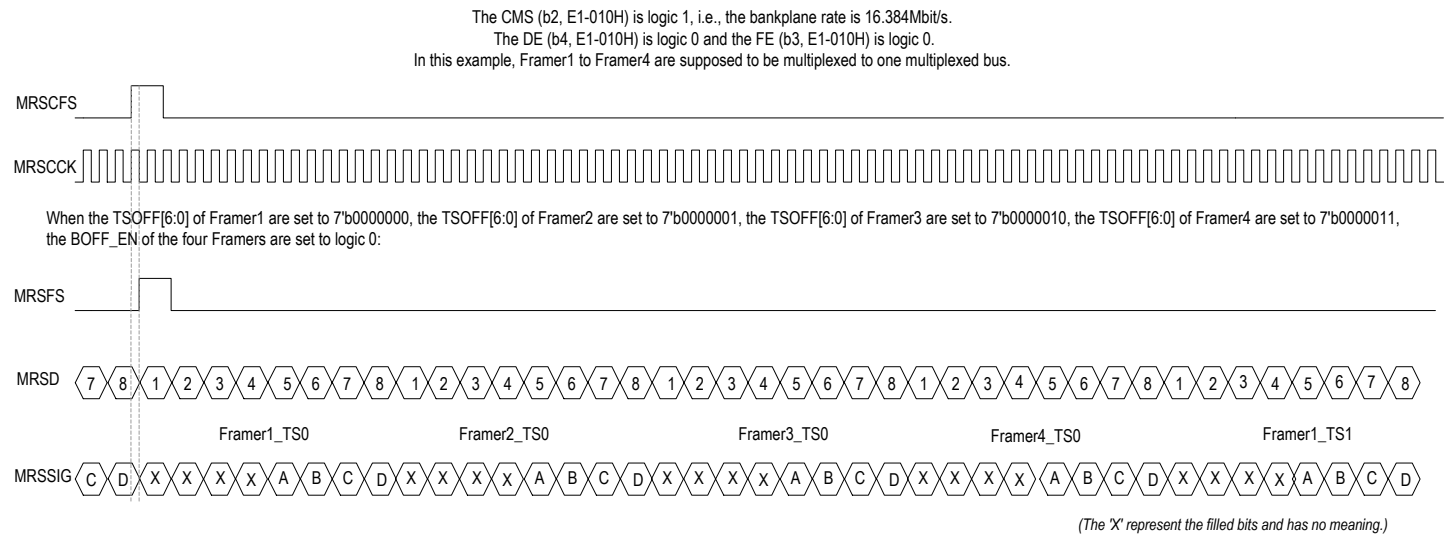 The CMS (b2, E1-010H) is logic 1, i.e., the bankplane rate is 16.384Mbit/s.
The DE (b4, E1-010H) is logic 0 and the FE (b3, E1-010H) is logic 0.
In this example, Framer1 to Framer4 are supposed to be multiplexed to one multiplexed bus.
MRSCFS
MRSCCK
When the TSOFF[6:0] of Framer1 are set to 7'b0000000, the TSOFF[6:0] of Framer2 are set to 7'b0000001, the TSOFF[6:0] of Framer3 are set to 7'b0000010, the TSOFF[6:0] of Framer4 are set to 7'b0000011,
the BOFF_EN of the four Framers are set to logic 0:
MRSFS
MRSD 7 8 1 2 3 4 5 6 7 8 1 2 3 4 5 6 7 8 1 2 3 4 5 6 7 8 1 2 3 4 5 6 7 8 1 2 3 4 5 6 7 8
Framer1_TS0 Framer2_TS0 Framer3_TS0 Framer4_TS0 Framer1_TS1
MRSSIG C D X X X X A B C D X X X X A B C D X X X X A B C D X X X X A B C D X X X X A B C D
(The 'X' represent the filled bits and has no meaning.)